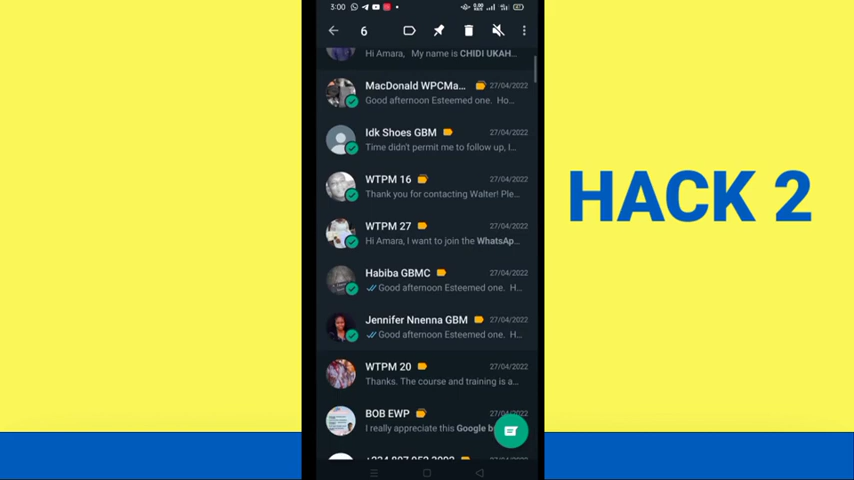 3:00
6
Hi Amara, My name is CHIDI UKAH...
MacDonald WPCMa... 27/04/2022
Good afternoon Esteemed one. Ho...
Idk Shoes GBM 27/04/2022
Time didn't permit me to follow up, I...
WTPM 16 27/04/2022
Thank you for contacting Walter! Ple...
WTPM 27 27/04/2022
Hi Amara, I want to join the WhatsAp...
Habiba GBMC 27/04/2022
Good afternoon Esteemed one. H...
Jennifer Nnenna GBM 27/04/2022
Good afternoon Esteemed one. H...
WTPM 20 27/04/2022
Thanks. The course and training is a...
BOB EWP 27/04/2022
I really appreciate this Google b
HACK 2